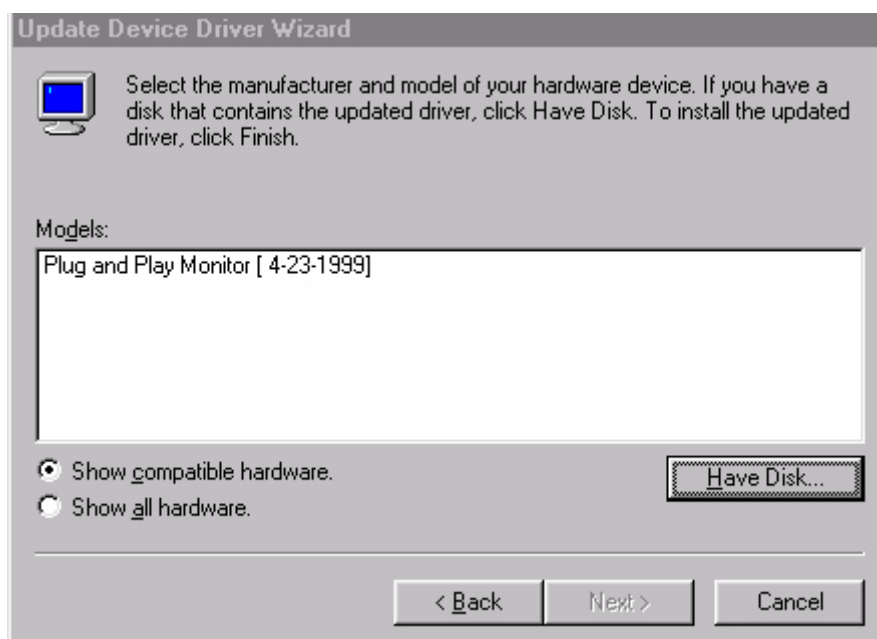 Update Device Driver Wizard
Select the manufacturer and model of your hardware device. If you have a
disk that contains the updated driver, click Have Disk. To install the updated
driver, click Finish.
Models:
Plug and Play Monitor [ 4-23-1999]
Show compatible hardware.
Show all hardware.
Have Disk...
< Back
Next >
Cancel